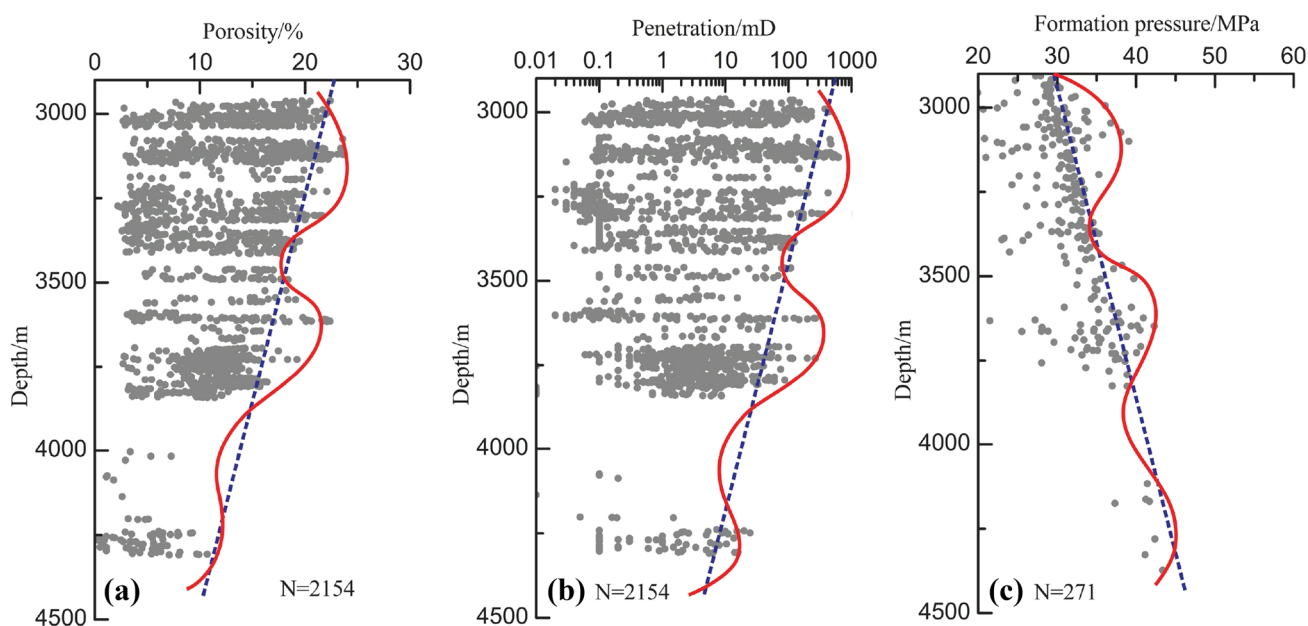 Porosity/%
0 10 20 30
3000
3500
4000
4500
Depth/m
(a)
N=2154
Penetration/mD
0.01 0.1 1 10 100 1000
3000
3500
4000
4500
Depth/m
(b)
N=2154
Formation pressure/MPa
20 30 40 50 60
3000
3500
4000
4500
Depth/m
(c)
N=271